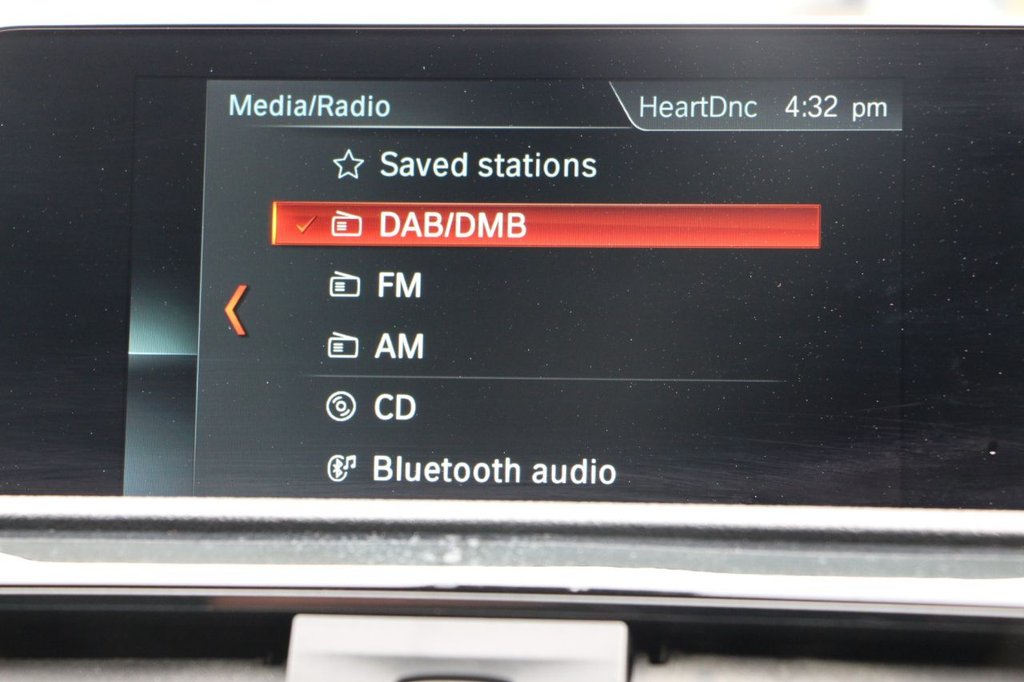 Media/Radio
HeartDnc 4:32 pm
Saved stations
DAB/DMB
FM
AM
CD
Bluetooth audio